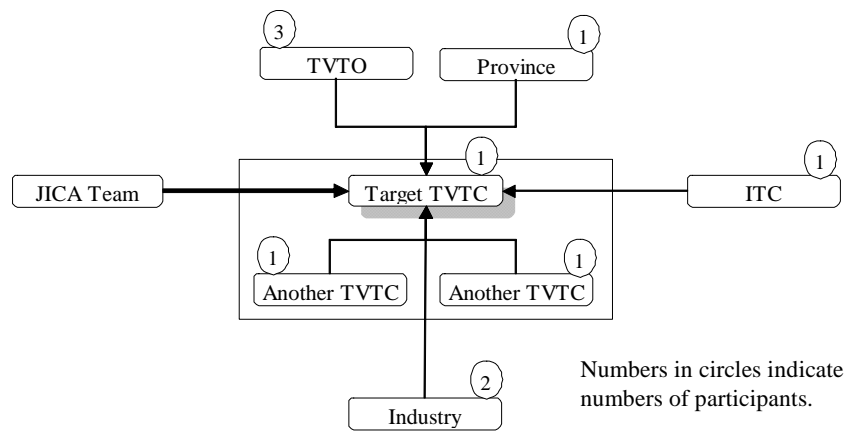 3
1
TVTO
Province
1
1
JICA Team
Target TVTC
ITC
1
1
Another TVTC
Another TVTC
2
Industry
Numbers in circles indicate
numbers of participants.